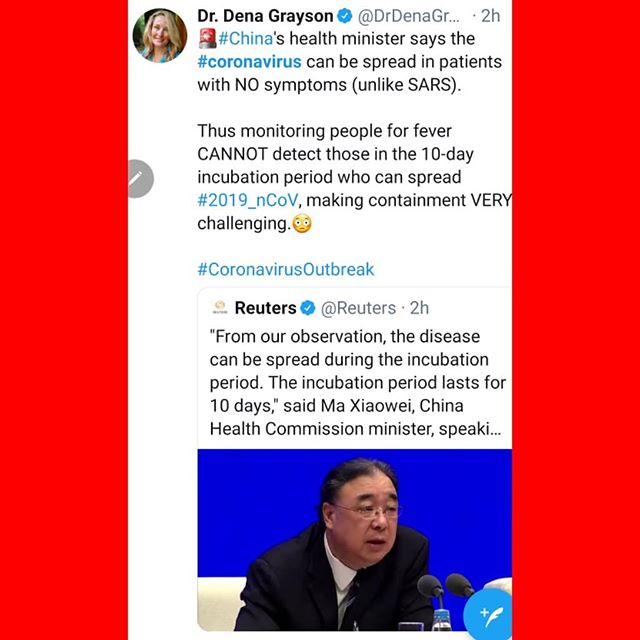 Dr. Dena Grayson @DrDenaGr... · 2h
#China's health minister says the
#coronavirus can be spread in patients
with NO symptoms (unlike SARS).
Thus monitoring people for fever
CANNOT detect those in the 10-day
incubation period who can spread
#2019_nCoV, making containment VERY
challenging.
#CoronavirusOutbreak
Reuters @Reuters · 2h
"From our observation, the disease
can be spread during the incubation
period. The incubation period lasts for
10 days," said Ma Xiaowei, China
Health Commission minister, speaki...